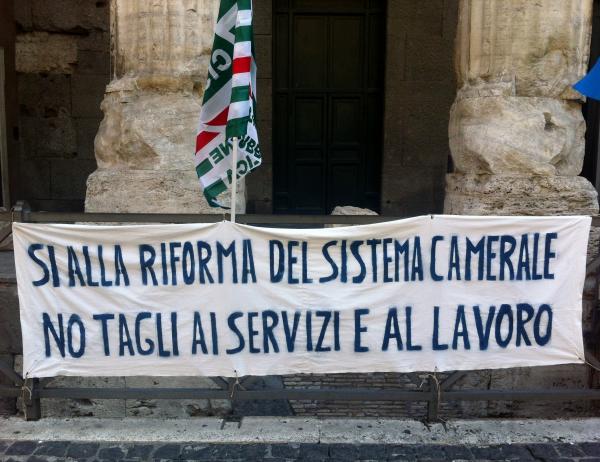 SI ALLA RIFORMA DEL SISTEMA CAMERALE
NO TAGLI AI SERVIZI E AL LAVORO